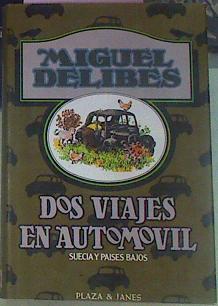 MIGUEL
DELIBES
DOS VIAJES
EN AUTOMOVIL
SUECIA Y PAISES BAJOS
PLAZA & JANES